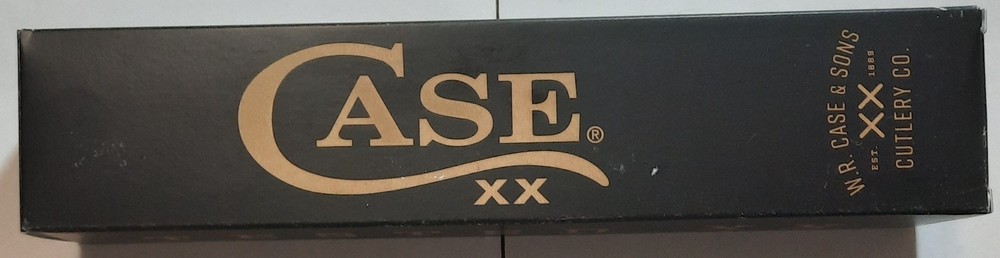 CASE®
XX
W.R. CASE & SONS
EST. XX 1889
CUTLERY CO.